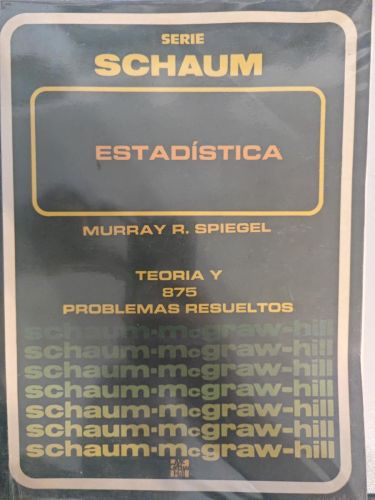 SERIE
SCHAUM
ESTADÍSTICA
MURRAY R. SPIEGEL
TEORIA Y
875
PROBLEMAS RESUELTOS
schaum-mcgraw-hill
schaum-mcgraw-hill
schaum-mcgraw-hill
schaum-mcgraw-hill
schaum-mcgraw-hill
schaum-mcgraw-hill
schaum-mcgraw-hill